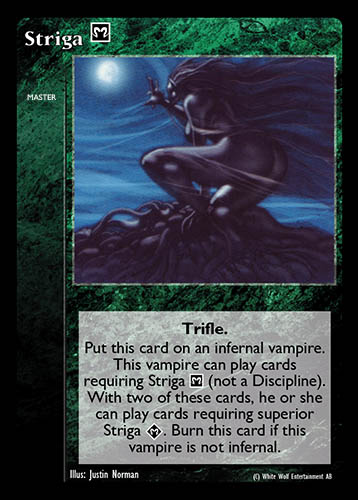 Striga
MASTER
Trifle.
Put this card on an infernal vampire.
This vampire can play cards
requiring Striga (not a Discipline).
With two of these cards, he or she
can play cards requiring superior
Striga . Burn this card if this
vampire is not infernal.
Illus: Justin Norman
(C) White Wolf Entertainment AB